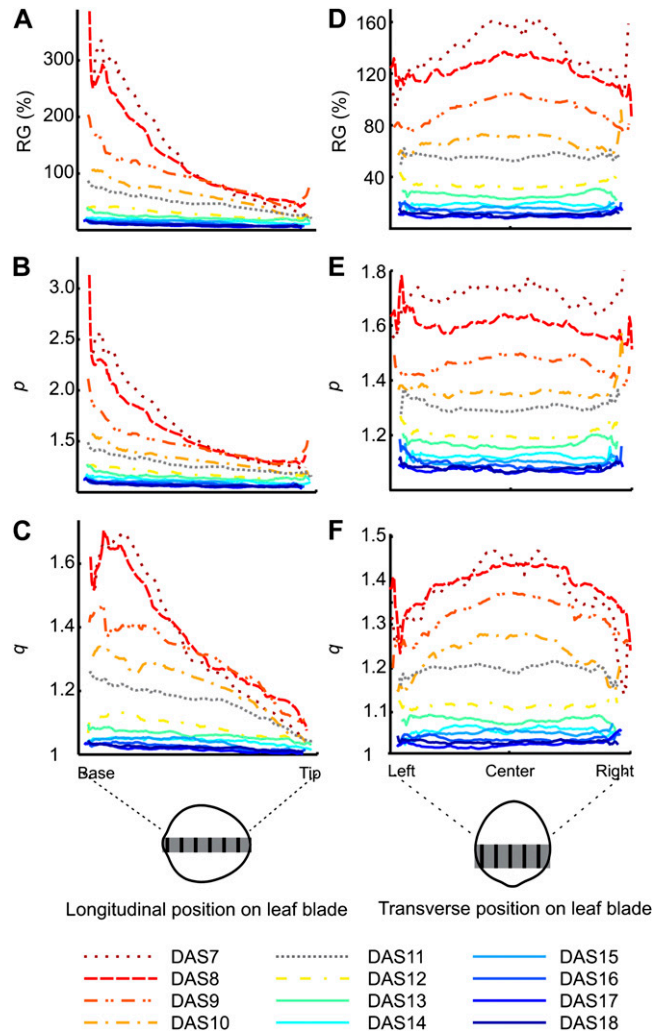 A
RG (%)
300
200
100
D
RG (%)
160
120
80
40
B
p
3.0
2.5
2.0
1.5
E
p
1.8
1.6
1.4
1.2
C
q
1.6
1.4
1.2
1
Base
Tip
F
q
1.5
1.4
1.3
1.2
1.1
1
Left
Center
Right
Longitudinal position on leaf blade
Transverse position on leaf blade
DAS7
DAS8
DAS9
DAS10
DAS11
DAS12
DAS13
DAS14
DAS15
DAS16
DAS17
DAS18